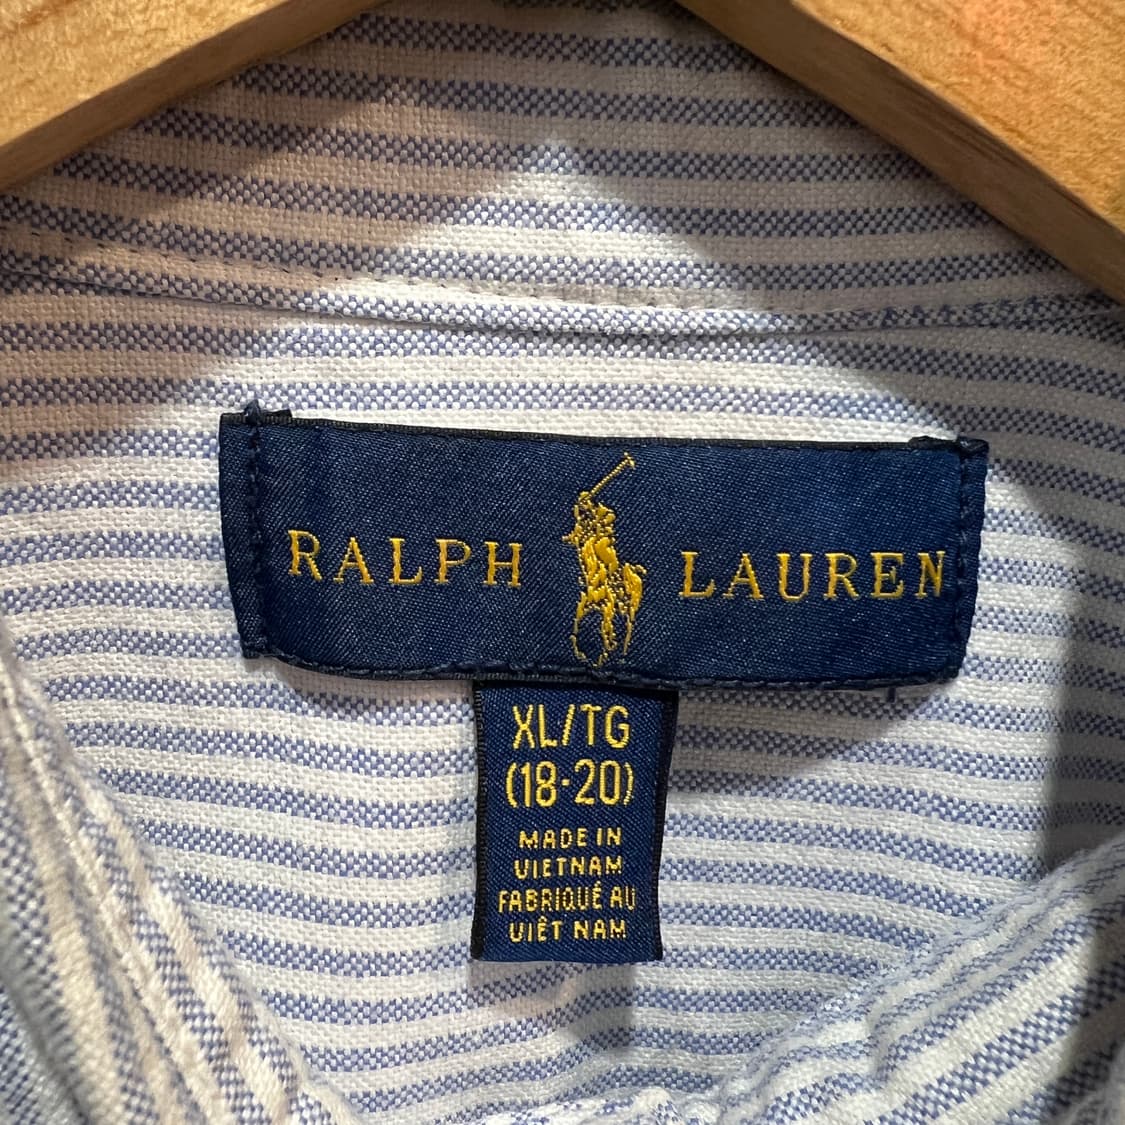 RALPH LAUREN
XL/TG
(18-20)
MADE IN
VIETNAM
FABRIQUÉ AU
VIÊT NAM